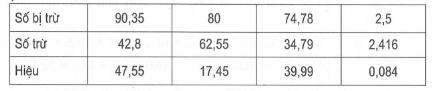 Số bị trừ 90,35 80 74,78 2,5
Số trừ 42,8 62,55 34,79 2,416
Hiệu 47,55 17,45 39,99 0,084